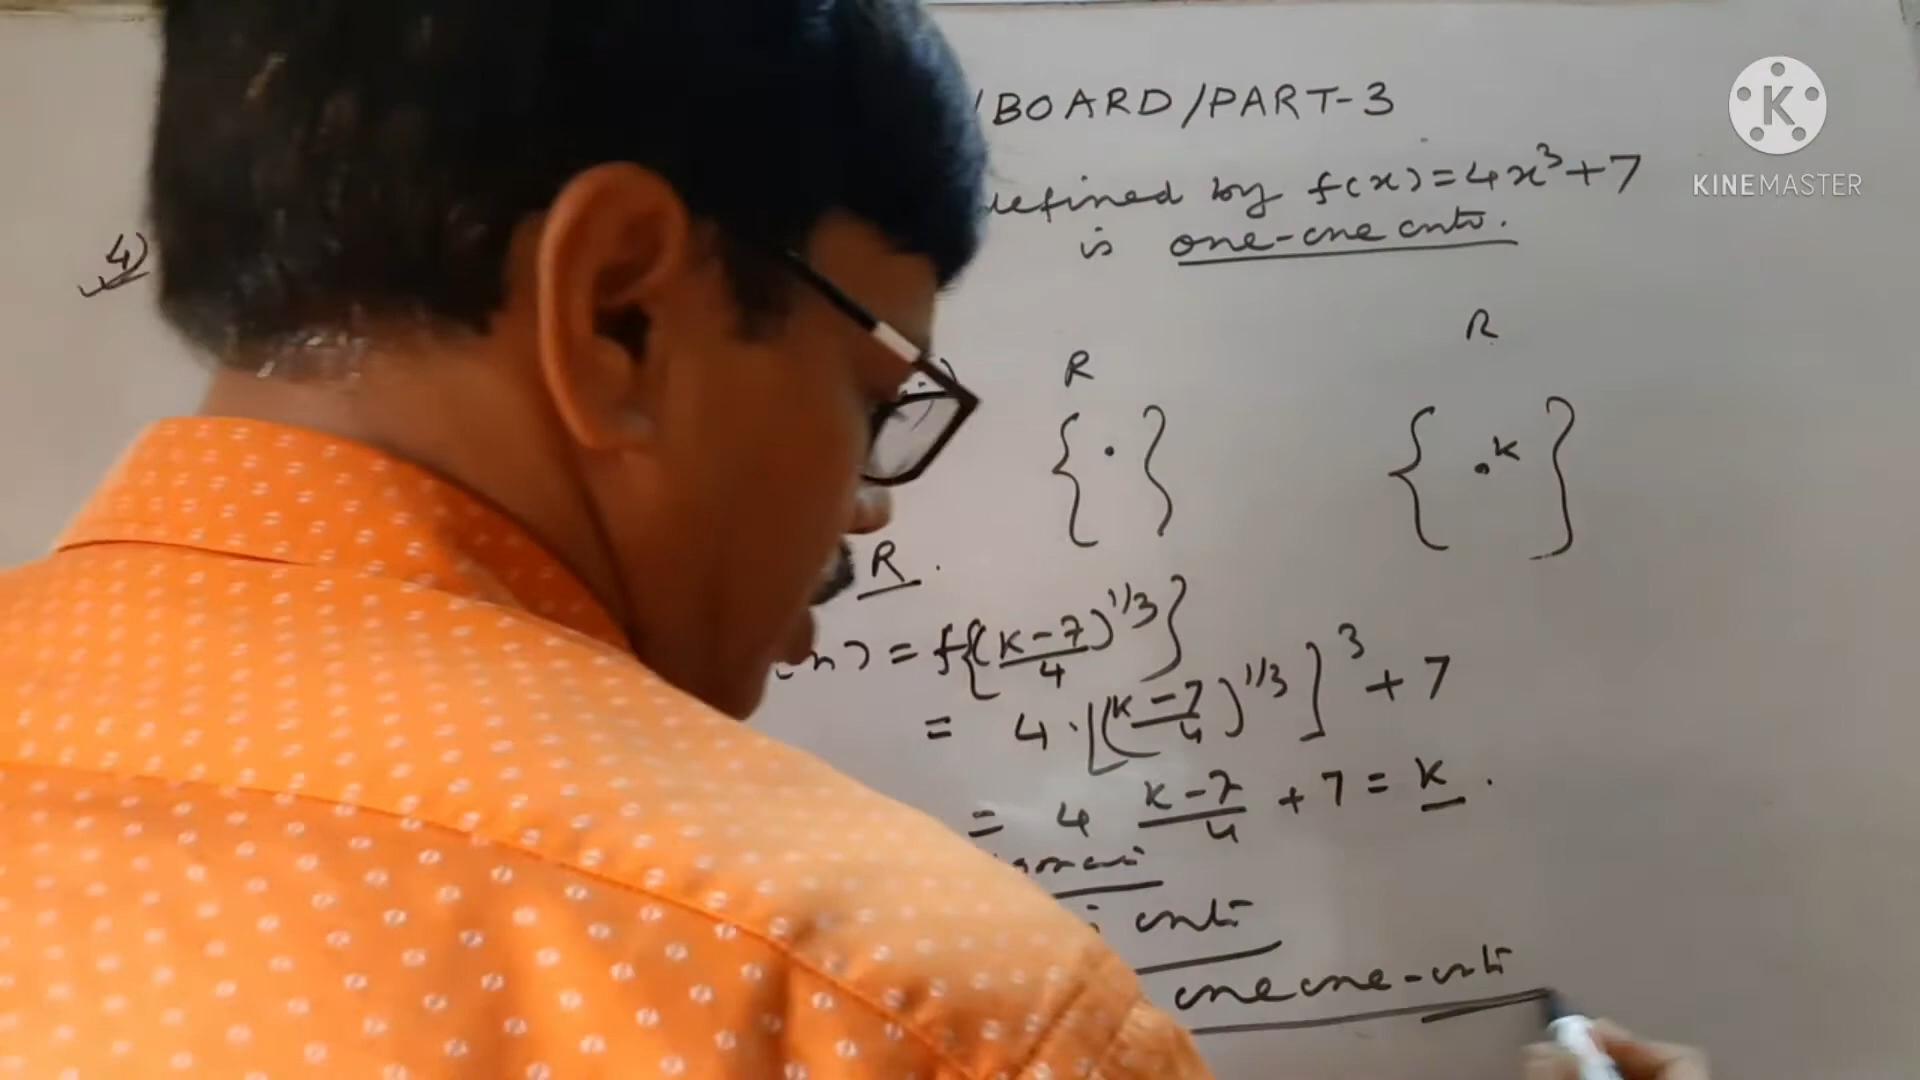 /BOARD/PART-3
KINEMASTER
4) defined by f(x)=4x³+7
is one-one onto.
R
R
k
R.
) = f{(k-7/4)^1/3}
= 4.[(k-7/4)^1/3]³+7
= 4 k-7/4 +7 = k.
onto
one one-onto